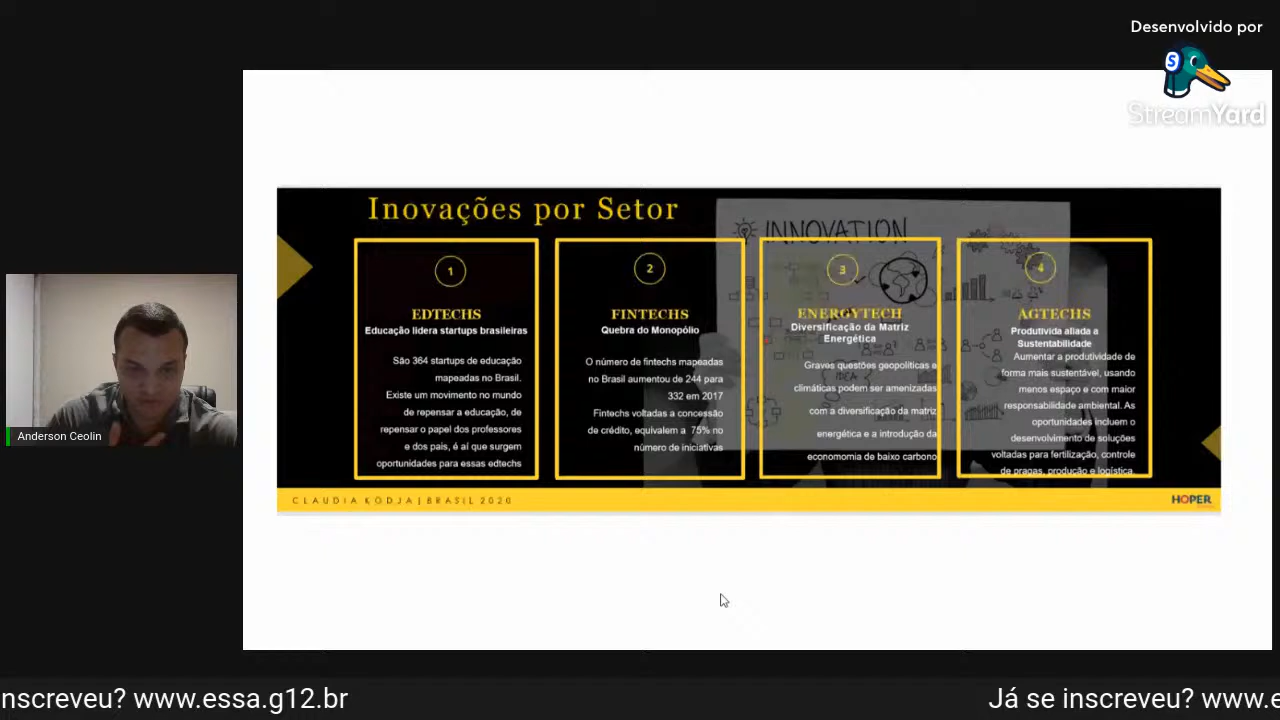 Desenvolvido por
S
StreamYard
Inovações por Setor
INNOVATION
1
EDTECHS
Educação lidera startups brasileiras
São 364 startups de educação
mapeadas no Brasil.
Existe um movimento no mundo
de repensar a educação, de
repensar o papel dos professores
e dos pais, é aí que surgem
oportunidades para essas edtechs
2
FINTECHS
Quebra do Monopólio
O número de fintechs mapeadas
no Brasil aumentou de 244 para
332 em 2017
Fintechs voltadas a concessão
de crédito, equivalem a 75% no
número de iniciativas
3
ENERGYTECH
Diversificação da Matriz
Energética
Graves questões geopolíticas e
climáticas podem ser amenizadas
com a diversificação da matriz
energética e a introdução da
econonomia de baixo carbono
4
AGTECHS
Produtivida aliada a
Sustentabilidade
Aumentar a produtividade de
forma mais sustentável, usando
menos espaço e com maior
responsabilidade ambiental. As
oportunidades incluem o
desenvolvimento de soluções
voltadas para fertilização, controle
de pragas, produção e logística.
CLAUDIA KODJA | BRASIL 2020
HOPER
Anderson Ceolin
inscreveu? www.essa.g12.br
Já se inscreveu? www.e